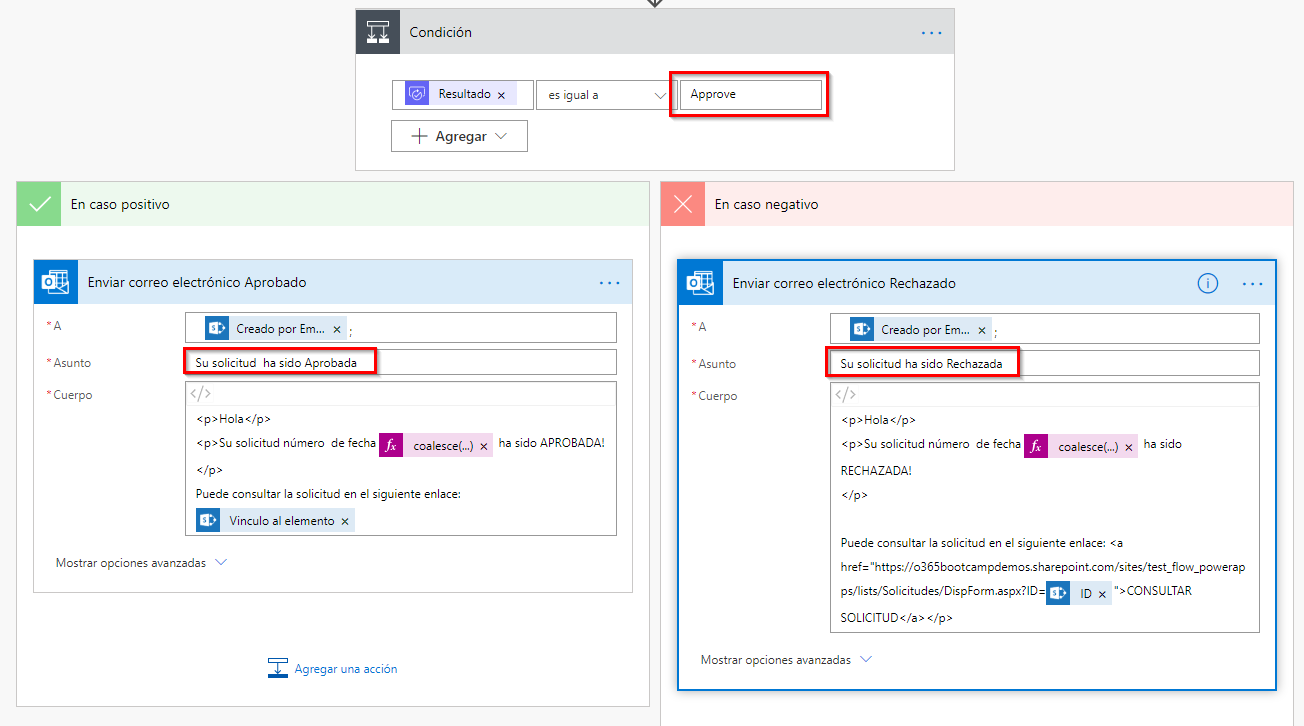 Condición
Resultado × es igual a Approve
Agregar
En caso positivo
Enviar correo electrónico Aprobado
* A Creado por Em... × ;
* Asunto Su solicitud  ha sido Aprobada
* Cuerpo </>
<p>Hola</p>
<p>Su solicitud número  de fecha fx coalesce(...) × ha sido APROBADA!
</p>
Puede consultar la solicitud en el siguiente enlace:
Vinculo al elemento ×
Mostrar opciones avanzadas
Agregar una acción
En caso negativo
Enviar correo electrónico Rechazado
* A Creado por Em... × ;
* Asunto Su solicitud ha sido Rechazada
* Cuerpo </>
<p>Hola</p>
<p>Su solicitud número  de fecha fx coalesce(...) × ha sido
RECHAZADA!
</p>
Puede consultar la solicitud en el siguiente enlace: <a
href="https://o365bootcampdemos.sharepoint.com/sites/test_flow_powerap
ps/lists/Solicitudes/DispForm.aspx?ID= ID × ">CONSULTAR
SOLICITUD</a></p>
Mostrar opciones avanzadas